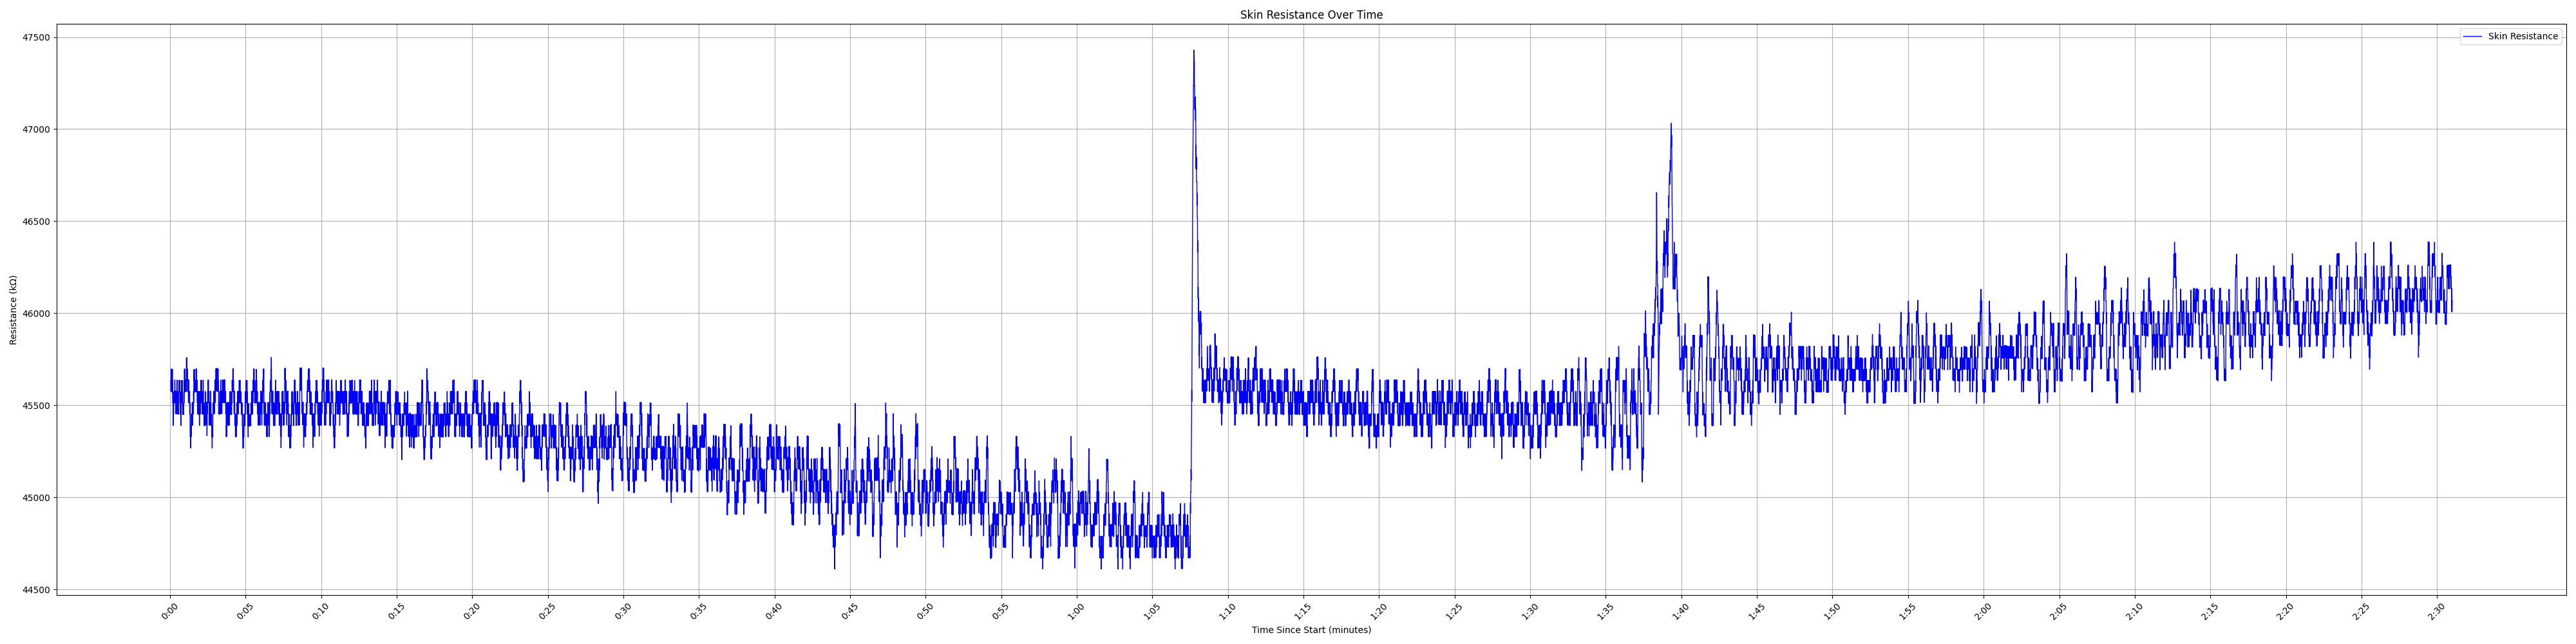 Skin Resistance Over Time
Skin Resistance
47500
47000
46500
46000
45500
45000
44500
Resistance (kΩ)
0:00 0:05 0:10 0:15 0:20 0:25 0:30 0:35 0:40 0:45 0:50 0:55 1:00 1:05 1:10 1:15 1:20 1:25 1:30 1:35 1:40 1:45 1:50 1:55 2:00 2:05 2:10 2:15 2:20 2:25 2:30
Time Since Start (minutes)